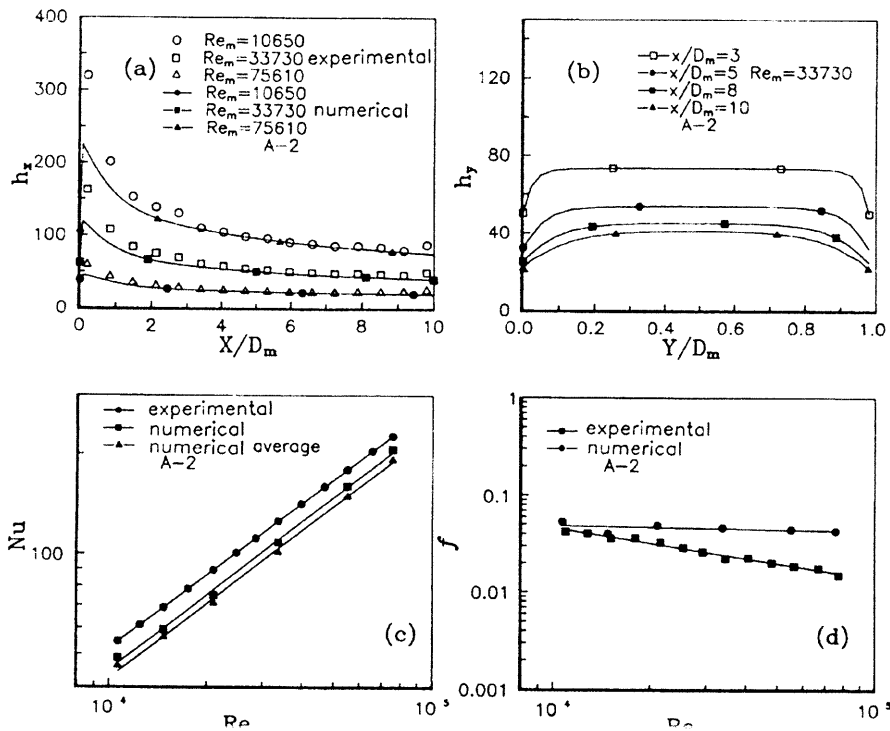 400
300
200
150
100
50
0
h_x
(a)
Re_m=10650
Re_m=33730 experimental
Re_m=75610
Re_m=10650
Re_m=33730 numerical
Re_m=75610
A-2
0 2 4 6 8 10
X/D_m
120
80
40
0
h_y
(b)
x/D_m=3
x/D_m=5 Re_m=33730
x/D_m=8
x/D_m=10
A-2
0.0 0.2 0.4 0.6 0.8 1.0
Y/D_m
Nu
100
experimental
numerical
numerical average
A-2
(c)
10⁴ 10⁵
Re
f
1
0.1
0.01
0.001
experimental
numerical
A-2
(d)
10⁴